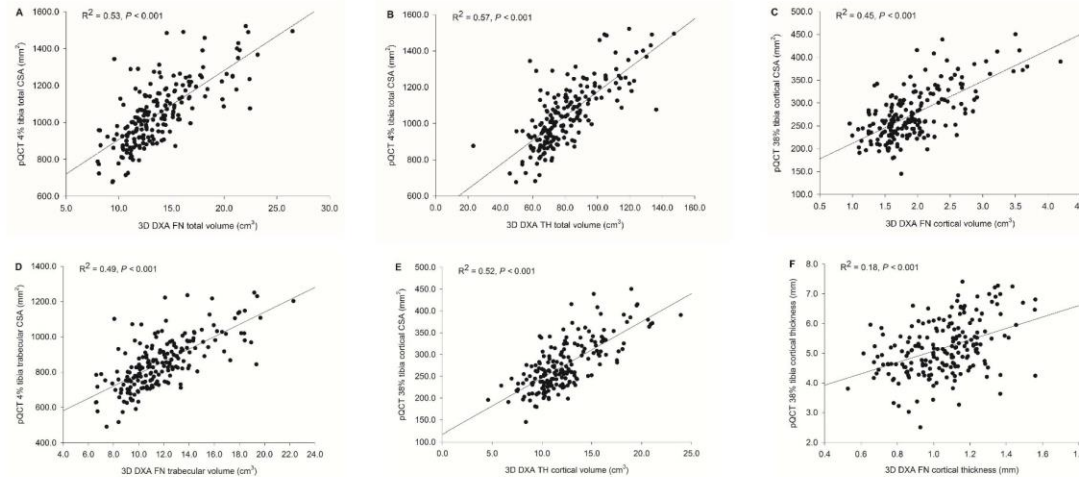 A
R² = 0.53, P < 0.001
pQCT 4% tibia total CSA (mm²)
1600.0
1400.0
1200.0
1000.0
800.0
600.0
5.0 10.0 15.0 20.0 25.0 30.0
3D DXA FN total volume (cm³)
B
R² = 0.57, P < 0.001
pQCT 4% tibia total CSA (mm²)
1600.0
1400.0
1200.0
1000.0
800.0
600.0
0.0 20.0 40.0 60.0 80.0 100.0 120.0 140.0 160.0
3D DXA TH total volume (cm³)
C
R² = 0.45, P < 0.001
pQCT 38% tibia cortical CSA (mm²)
500.0
450.0
400.0
350.0
300.0
250.0
200.0
150.0
100.0
0.5 1.0 1.5 2.0 2.5 3.0 3.5 4.0
3D DXA FN cortical volume (cm³)
D
R² = 0.49, P < 0.001
pQCT 4% tibia trabecular CSA (mm²)
1400.0
1200.0
1000.0
800.0
600.0
400.0
4.0 6.0 8.0 10.0 12.0 14.0 16.0 18.0 20.0 22.0 24.0
3D DXA FN trabecular volume (cm³)
E
R² = 0.52, P < 0.001
pQCT 38% tibia cortical CSA (mm²)
500.0
450.0
400.0
350.0
300.0
250.0
200.0
150.0
100.0
0.0 5.0 10.0 15.0 20.0 25.0
3D DXA TH cortical volume (cm³)
F
R² = 0.18, P < 0.001
pQCT 38% tibia cortical thickness (mm)
8.0
7.0
6.0
5.0
4.0
3.0
2.0
0.4 0.6 0.8 1.0 1.2 1.4 1.6
3D DXA FN cortical thickness (mm)